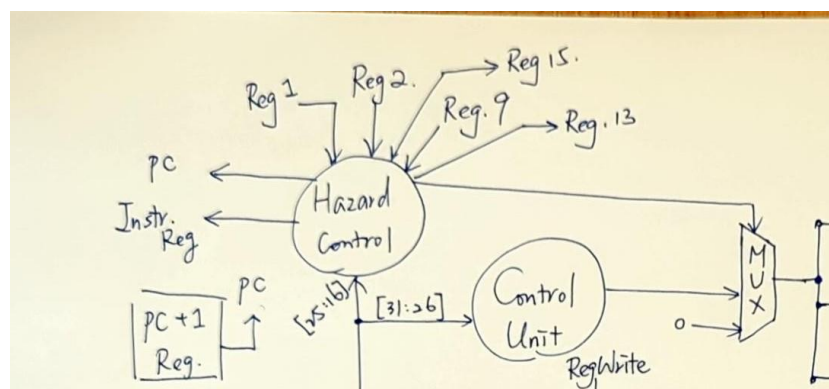 Reg 1
Reg 2.
Reg 15.
Reg. 9
Reg. 13
PC
Instr.
Reg
Hazard
Control
MUX
PC
PC+1
Reg.
[25:16]
[31:26]
Control
Unit
0
RegWrite